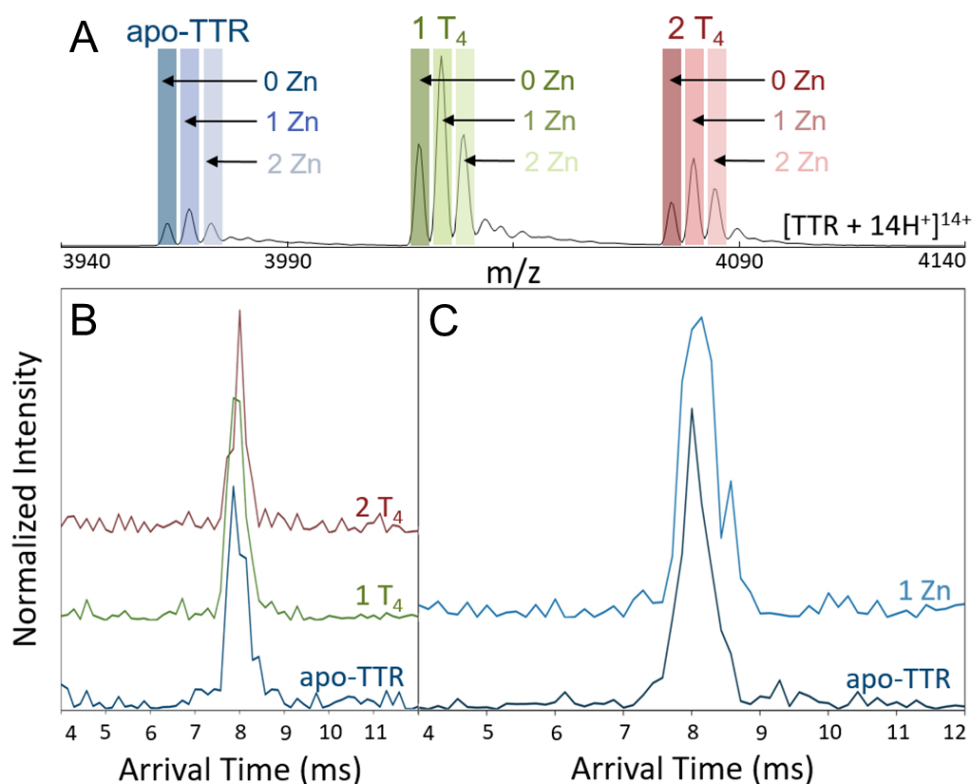 A
apo-TTR
1 T₄
2 T₄
0 Zn
0 Zn
0 Zn
1 Zn
1 Zn
1 Zn
2 Zn
2 Zn
2 Zn
[TTR + 14H⁺]¹⁴⁺
3940
3990
m/z
4090
4140
B
C
Normalized Intensity
2 T₄
1 T₄
apo-TTR
1 Zn
apo-TTR
4 5 6 7 8 9 10 11
4 5 6 7 8 9 10 11 12
Arrival Time (ms)
Arrival Time (ms)